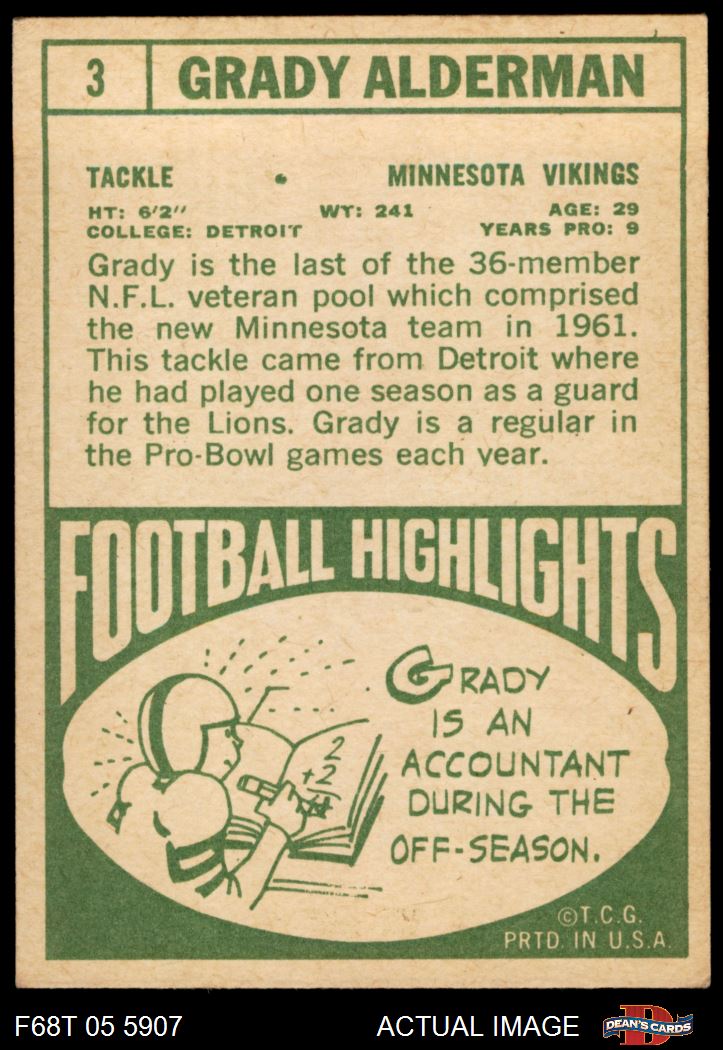 3 GRADY ALDERMAN
TACKLE • MINNESOTA VIKINGS
HT: 6'2" WT: 241 AGE: 29
COLLEGE: DETROIT YEARS PRO: 9
Grady is the last of the 36-member
N.F.L. veteran pool which comprised
the new Minnesota team in 1961.
This tackle came from Detroit where
he had played one season as a guard
for the Lions. Grady is a regular in
the Pro-Bowl games each year.
FOOTBALL HIGHLIGHTS
GRADY
IS AN
ACCOUNTANT
DURING THE
OFF-SEASON.
2
+2
4
©T.C.G.
PRTD. IN U.S.A.
F68T 05 5907 ACTUAL IMAGE D DEAN'S CARDS